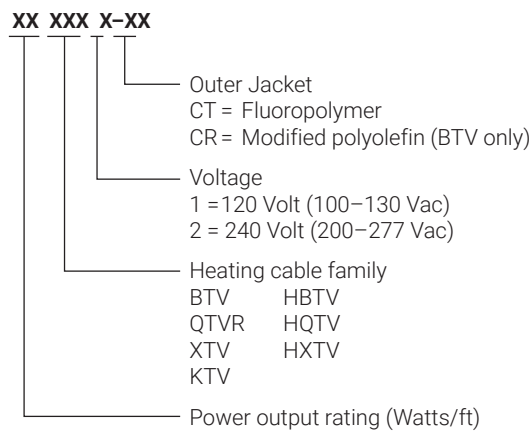 XX XXX X–XX
Outer Jacket
CT = Fluoropolymer
CR = Modified polyolefin (BTV only)
Voltage
1 =120 Volt (100–130 Vac)
2 = 240 Volt (200–277 Vac)
Heating cable family
BTV HBTV
QTVR HQTV
XTV HXTV
KTV
Power output rating (Watts/ft)